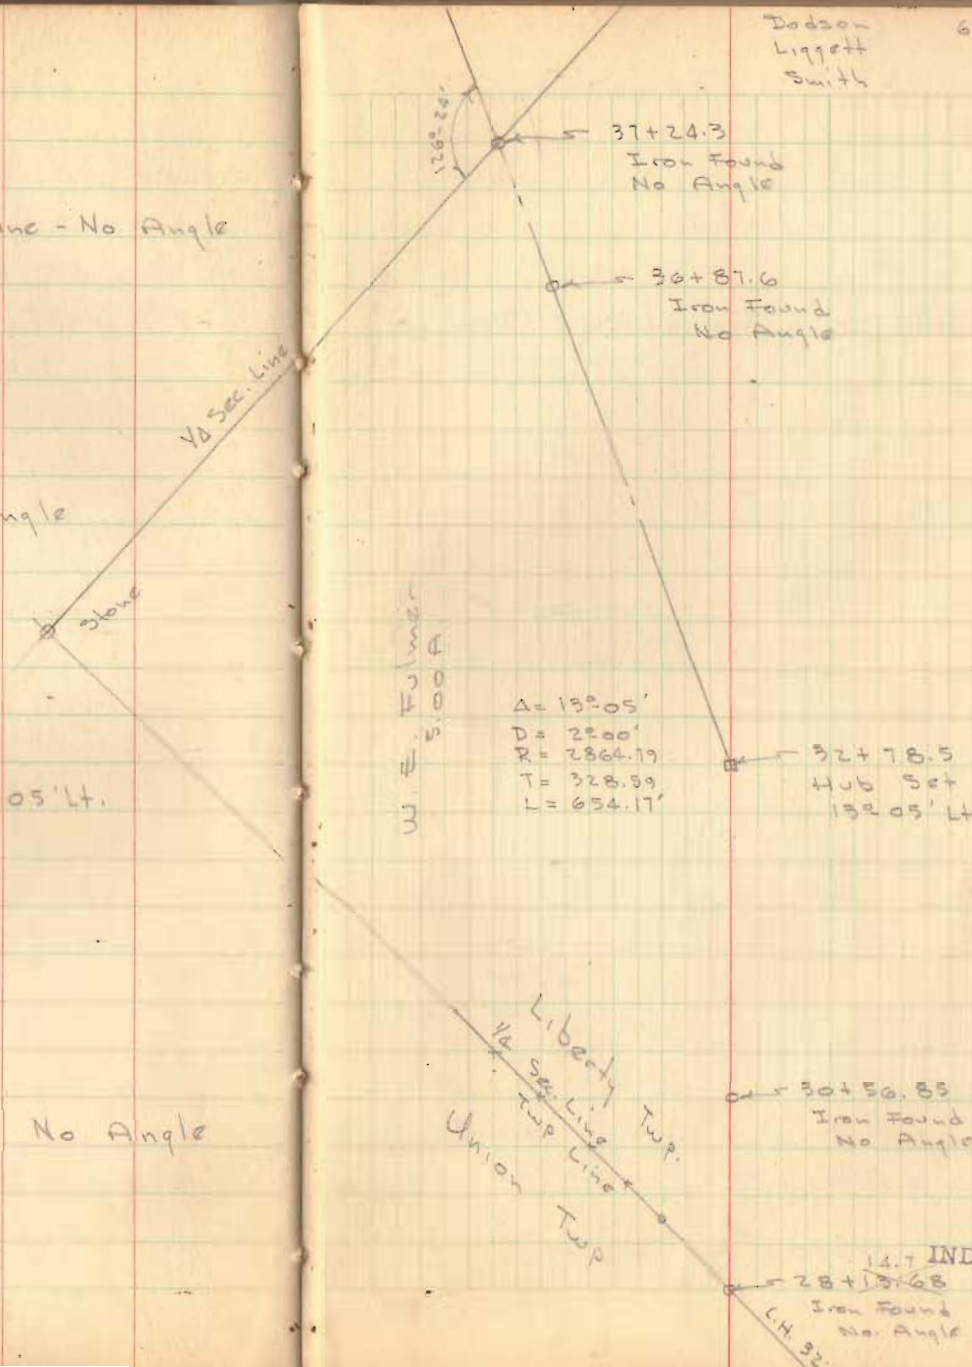 Dodson
Liggett
Smith
6
126°-24'
37+24.3
Iron Found
No Angle
ne - No Angle
36+87.6
Iron Found
No Angle
1/4 Sec. Line
ngle
Stone
W. E. Fulmer
5.00 A
Δ = 13°-05'
D = 2°00'
R = 2864.79
T = 328.59
L = 654.17'
32+78.5
Hub Set
13° 05' Lt
05' Lt.
Liberty Twp.
1/4 Sec. Line
Twp Line
Union Twp
30+56.85
Iron Found
No Angle
No Angle
14.7 IND
28+13.68
Iron Found
No. Angle
C.H. 32